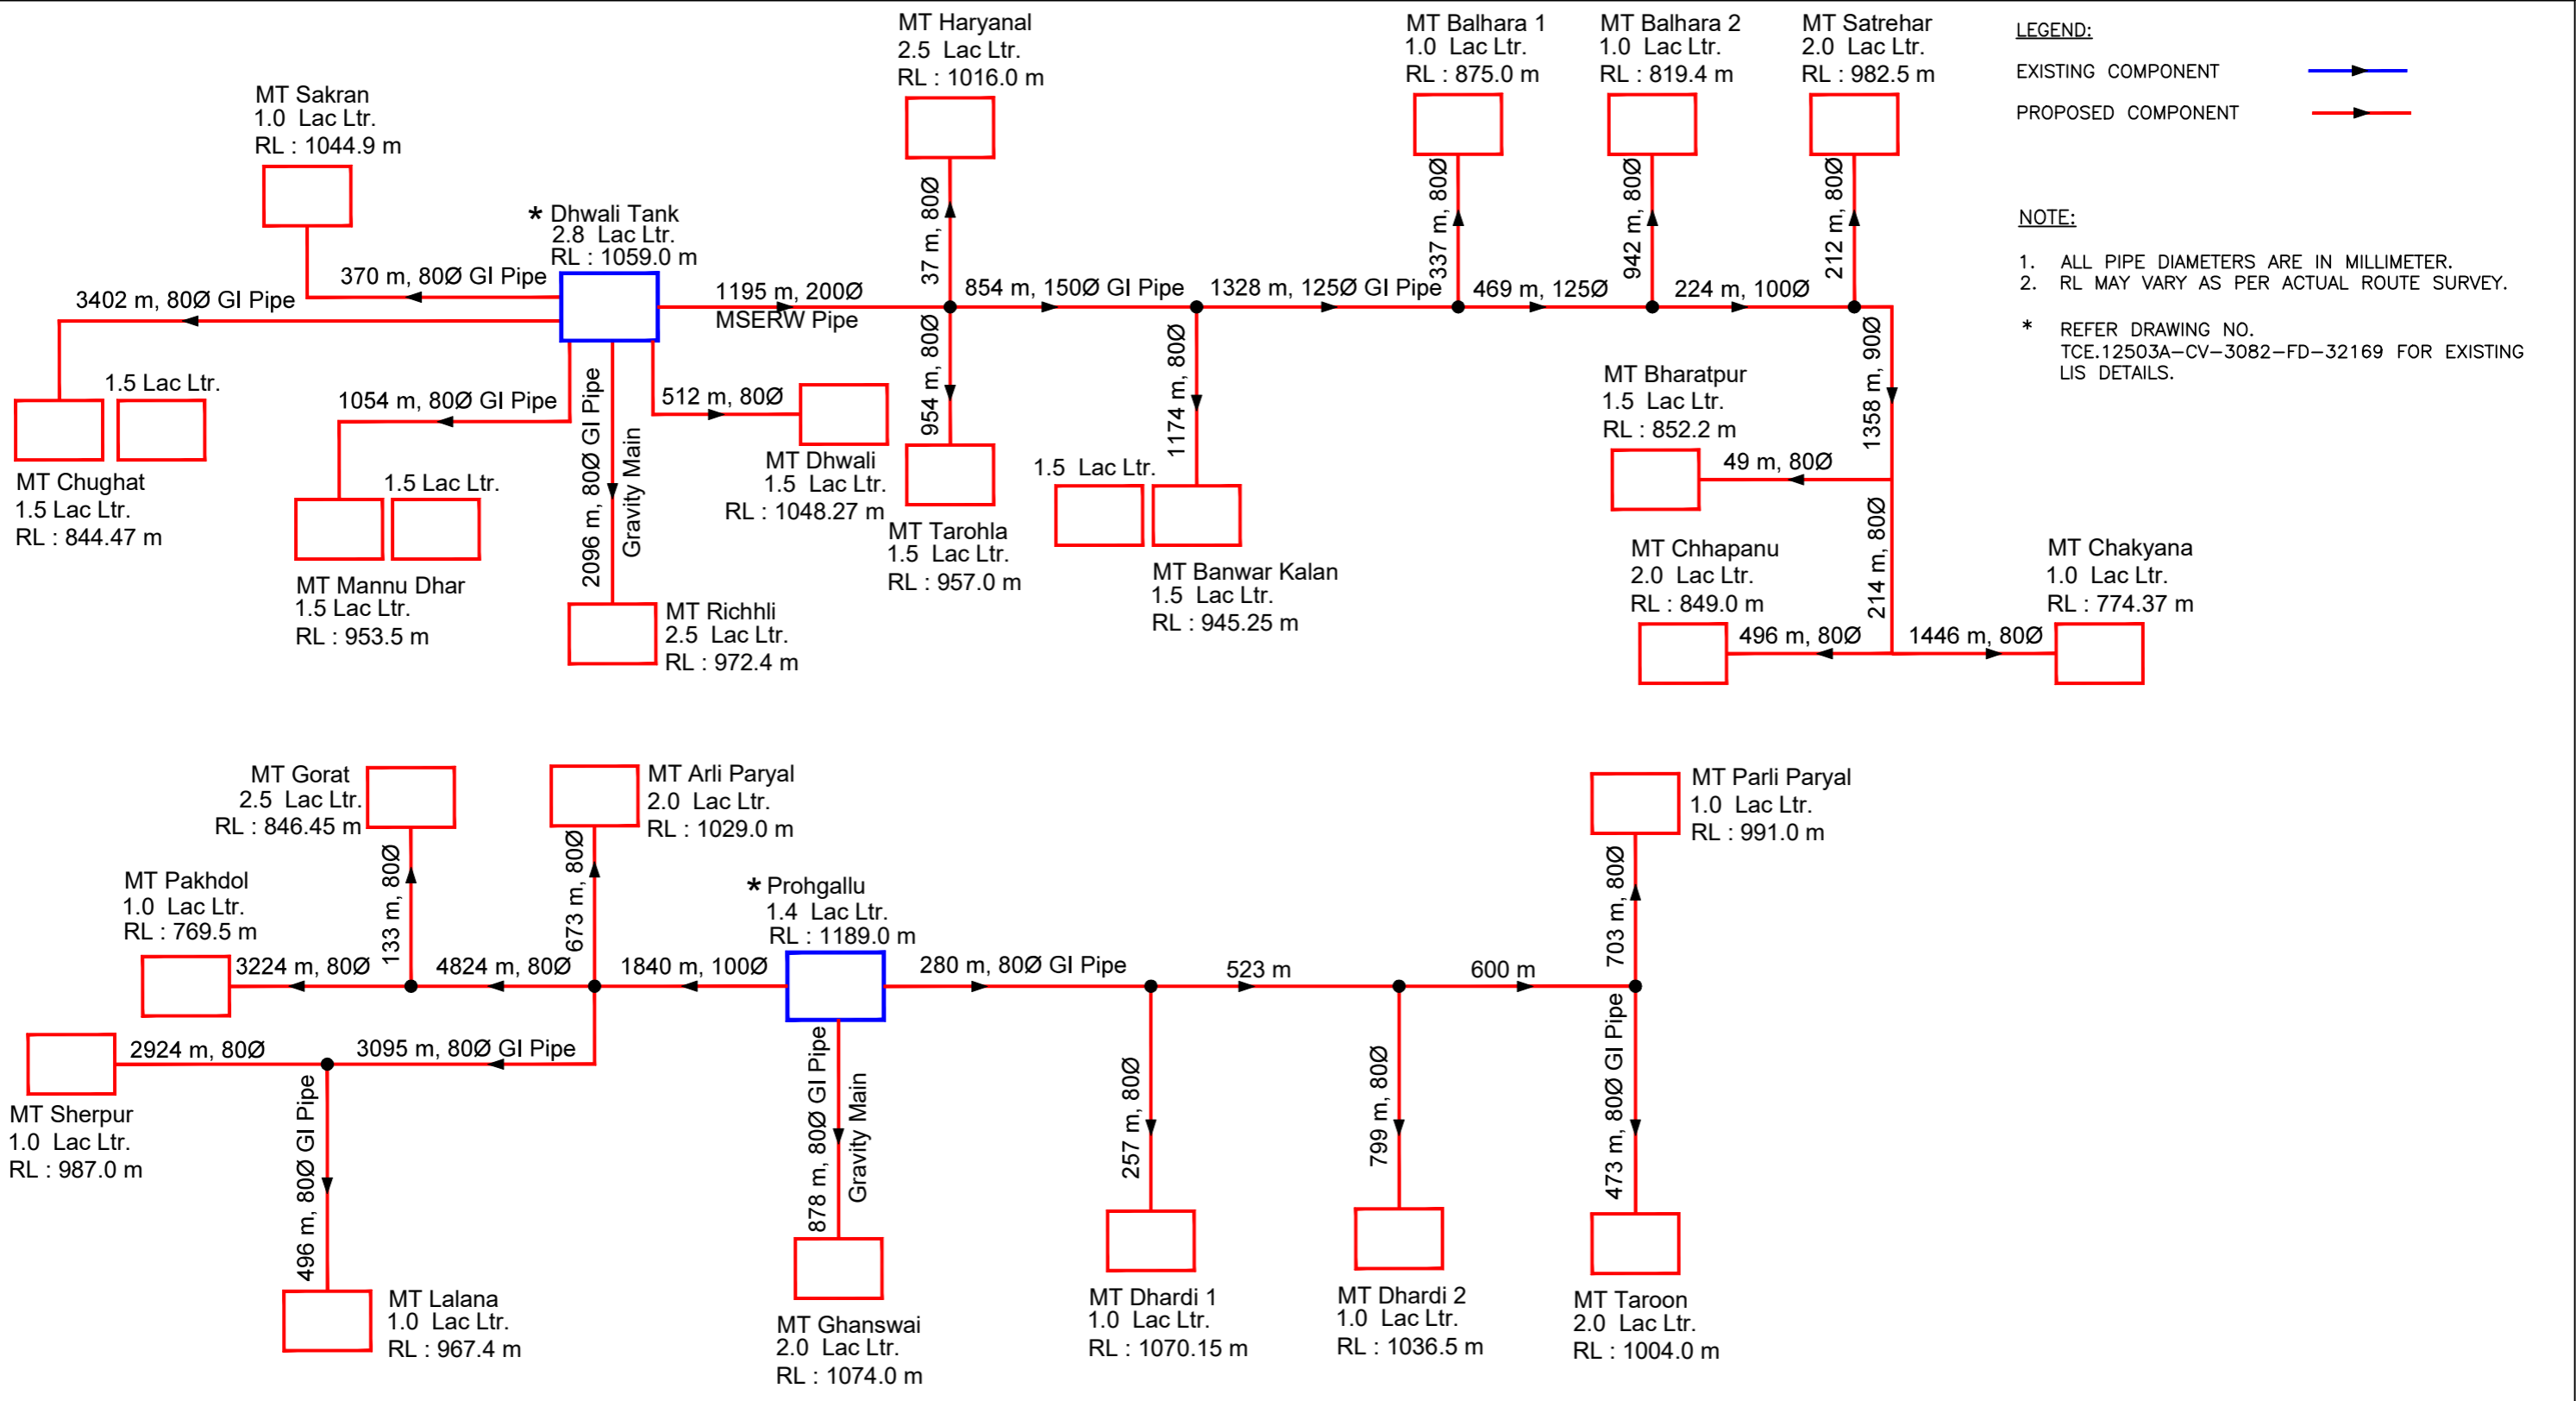 MT Haryanal
2.5 Lac Ltr.
RL : 1016.0 m
MT Balhara 1
1.0 Lac Ltr.
RL : 875.0 m
MT Balhara 2
1.0 Lac Ltr.
RL : 819.4 m
MT Satrehar
2.0 Lac Ltr.
RL : 982.5 m
LEGEND:
EXISTING COMPONENT
PROPOSED COMPONENT
NOTE:
1. ALL PIPE DIAMETERS ARE IN MILLIMETER.
2. RL MAY VARY AS PER ACTUAL ROUTE SURVEY.
* REFER DRAWING NO.
TCE.12503A-CV-3082-FD-32169 FOR EXISTING
LIS DETAILS.
MT Sakran
1.0 Lac Ltr.
RL : 1044.9 m
* Dhwali Tank
2.8 Lac Ltr.
RL : 1059.0 m
370 m, 80Ø GI Pipe
3402 m, 80Ø GI Pipe
1195 m, 200Ø
MSERW Pipe
37 m, 80Ø
854 m, 150Ø GI Pipe
1328 m, 125Ø GI Pipe
337 m, 80Ø
469 m, 125Ø
942 m, 80Ø
224 m, 100Ø
212 m, 80Ø
1.5 Lac Ltr.
MT Chughat
1.5 Lac Ltr.
RL : 844.47 m
1054 m, 80Ø GI Pipe
1.5 Lac Ltr.
MT Mannu Dhar
1.5 Lac Ltr.
RL : 953.5 m
2096 m, 80Ø GI Pipe
Gravity Main
MT Richhli
2.5 Lac Ltr.
RL : 972.4 m
512 m, 80Ø
MT Dhwali
1.5 Lac Ltr.
RL : 1048.27 m
954 m, 80Ø
MT Tarohla
1.5 Lac Ltr.
RL : 957.0 m
1174 m, 80Ø
1.5 Lac Ltr.
MT Banwar Kalan
1.5 Lac Ltr.
RL : 945.25 m
1358 m, 90Ø
MT Bharatpur
1.5 Lac Ltr.
RL : 852.2 m
49 m, 80Ø
214 m, 80Ø
MT Chhapanu
2.0 Lac Ltr.
RL : 849.0 m
496 m, 80Ø
1446 m, 80Ø
MT Chakyana
1.0 Lac Ltr.
RL : 774.37 m
MT Gorat
2.5 Lac Ltr.
RL : 846.45 m
MT Arli Paryal
2.0 Lac Ltr.
RL : 1029.0 m
MT Parli Paryal
1.0 Lac Ltr.
RL : 991.0 m
MT Pakhdol
1.0 Lac Ltr.
RL : 769.5 m
133 m, 80Ø
673 m, 80Ø
* Prohgallu
1.4 Lac Ltr.
RL : 1189.0 m
703 m, 80Ø
3224 m, 80Ø
4824 m, 80Ø
1840 m, 100Ø
280 m, 80Ø GI Pipe
523 m
600 m
2924 m, 80Ø
3095 m, 80Ø GI Pipe
MT Sherpur
1.0 Lac Ltr.
RL : 987.0 m
496 m, 80Ø GI Pipe
878 m, 80Ø GI Pipe
Gravity Main
257 m, 80Ø
799 m, 80Ø
473 m, 80Ø GI Pipe
MT Lalana
1.0 Lac Ltr.
RL : 967.4 m
MT Ghanswai
2.0 Lac Ltr.
RL : 1074.0 m
MT Dhardi 1
1.0 Lac Ltr.
RL : 1070.15 m
MT Dhardi 2
1.0 Lac Ltr.
RL : 1036.5 m
MT Taroon
2.0 Lac Ltr.
RL : 1004.0 m